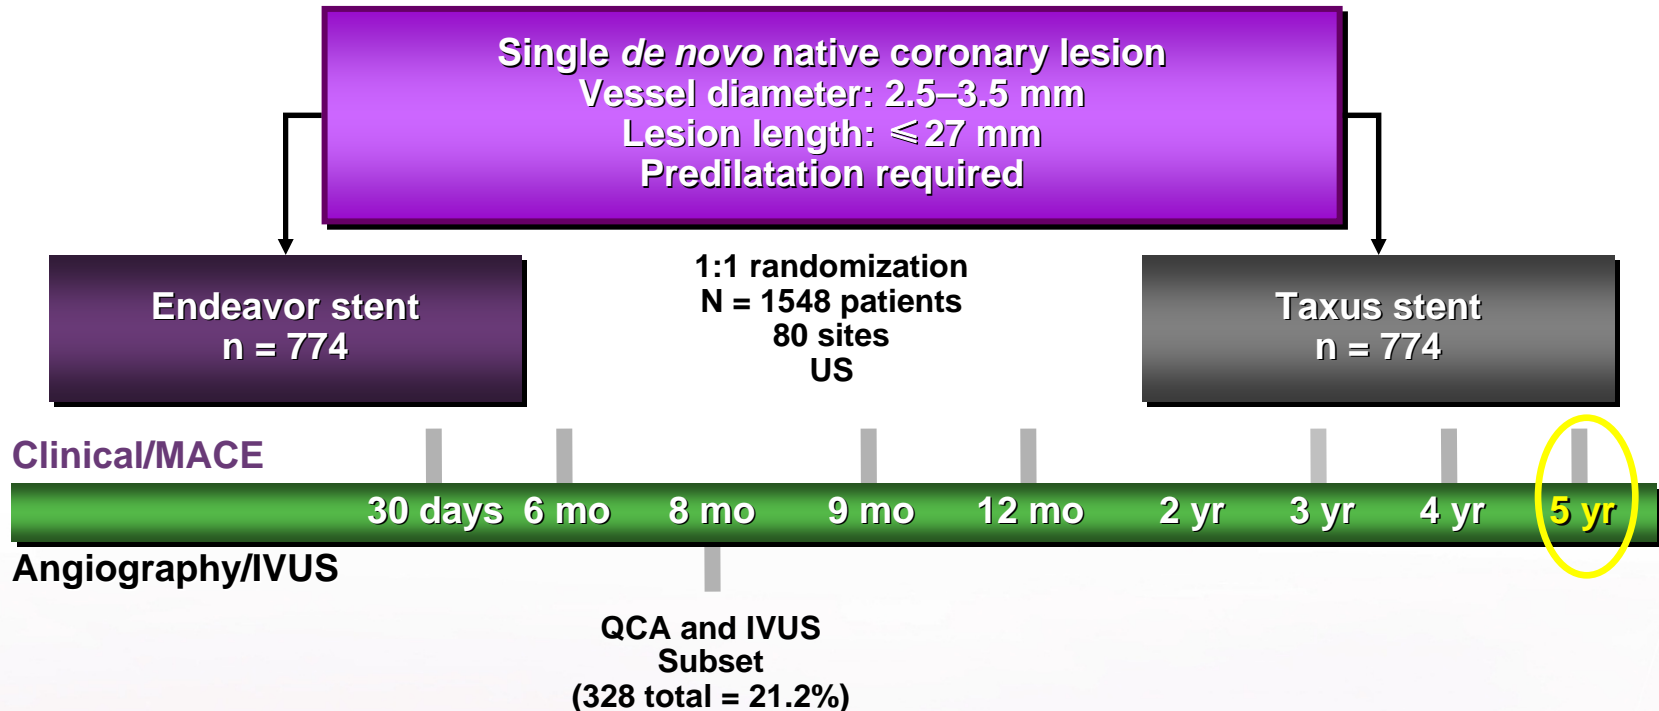 Single de novo native coronary lesion
Vessel diameter: 2.5–3.5 mm
Lesion length: ⩽ 27 mm
Predilatation required
Endeavor stent
n = 774
1:1 randomization
N = 1548 patients
80 sites
US
Taxus stent
n = 774
Clinical/MACE
30 days 6 mo 8 mo 9 mo 12 mo 2 yr 3 yr 4 yr 5 yr
Angiography/IVUS
QCA and IVUS
Subset
(328 total = 21.2%)